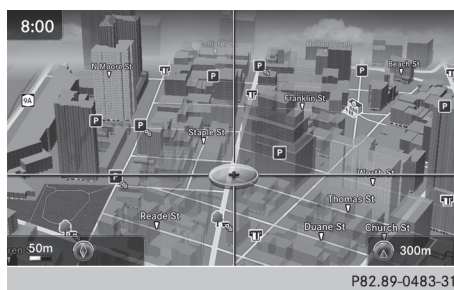 8:00
N Moore St
Beach St
P
P
P
9A
Franklin St
P
P
Staple St
P
P
Worth St
Thomas St
Reade St
Duane St
Church St
50m
300m
P82.89-0483-31